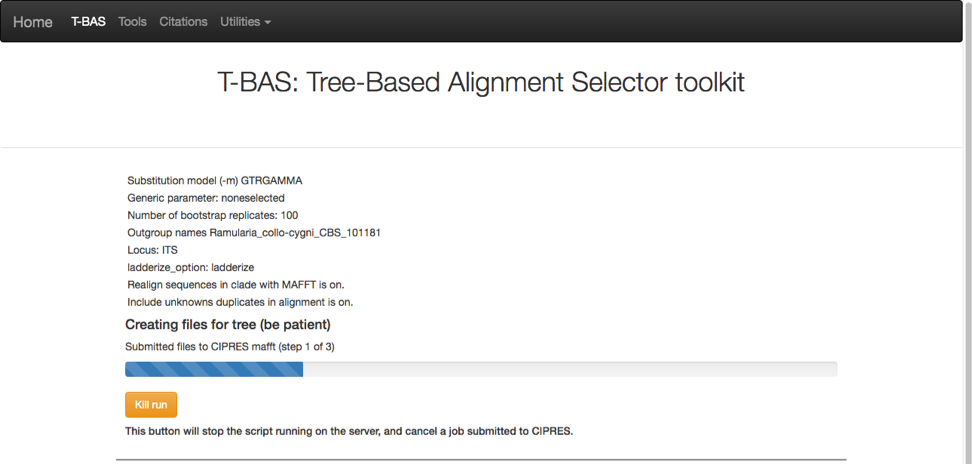 Home T-BAS Tools Citations Utilities
T-BAS: Tree-Based Alignment Selector toolkit
Substitution model (-m) GTRGAMMA
Generic parameter: noneselected
Number of bootstrap replicates: 100
Outgroup names Ramularia_collo-cygni_CBS_101181
Locus: ITS
ladderize_option: ladderize
Realign sequences in clade with MAFFT is on.
Include unknowns duplicates in alignment is on.
Creating files for tree (be patient)
Submitted files to CIPRES mafft (step 1 of 3)
Kill run
This button will stop the script running on the server, and cancel a job submitted to CIPRES.